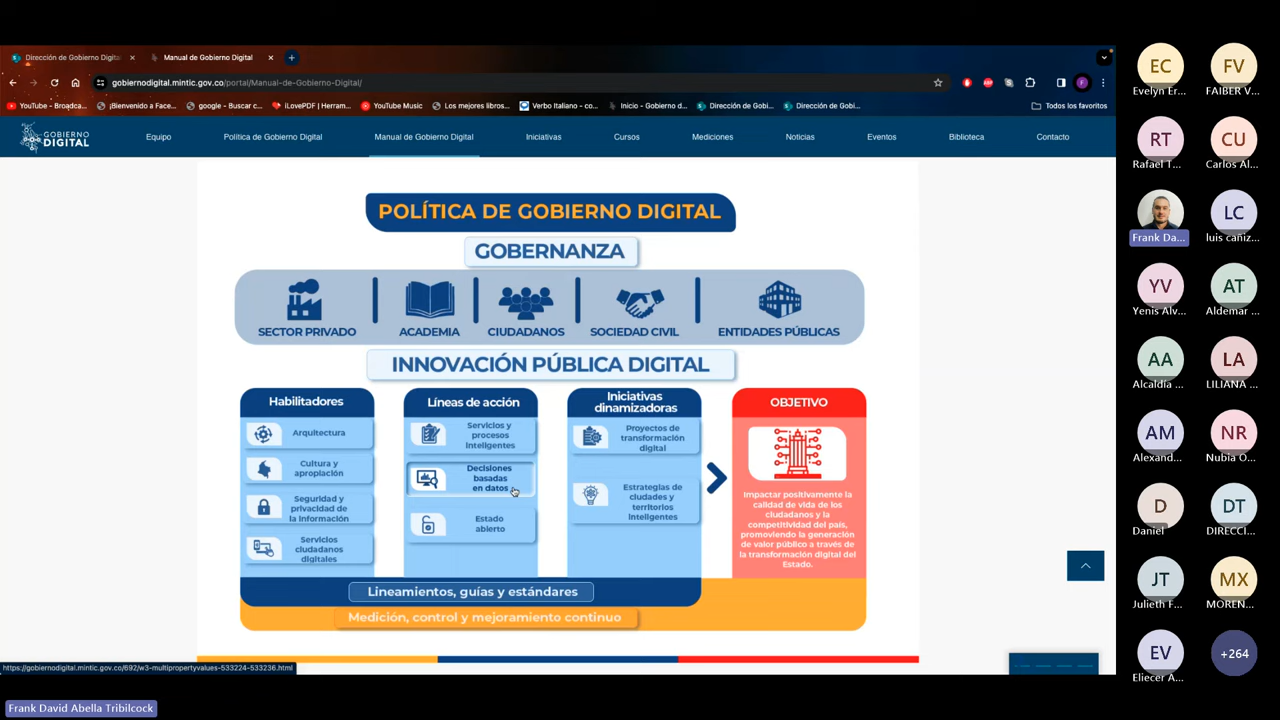 Dirección de Gobierno Digital
Manual de Gobierno Digital
gobiernodigital.mintic.gov.co/portal/Manual-de-Gobierno-Digital/
F
YouTube - Broadca...
¡Bienvenido a Face...
google - Buscar c...
iLovePDF | Herram...
YouTube Music
Los mejores libros...
Verbo Italiano - co...
Inicio - Gobierno d...
Dirección de Gobi...
Dirección de Gobi...
Todos los favoritos
GOBIERNO
DIGITAL
Equipo
Política de Gobierno Digital
Manual de Gobierno Digital
Iniciativas
Cursos
Mediciones
Noticias
Eventos
Biblioteca
Contacto
POLÍTICA DE GOBIERNO DIGITAL
GOBERNANZA
SECTOR PRIVADO
ACADEMIA
CIUDADANOS
SOCIEDAD CIVIL
ENTIDADES PÚBLICAS
INNOVACIÓN PÚBLICA DIGITAL
Habilitadores
Arquitectura
Cultura y
apropiación
Seguridad y
privacidad de
la información
Servicios
ciudadanos
digitales
Líneas de acción
Servicios y
procesos
inteligentes
Decisiones
basadas
en datos
Estado
abierto
Iniciativas
dinamizadoras
Proyectos de
transformación
digital
Estrategias de
ciudades y
territorios
inteligentes
OBJETIVO
Impactar positivamente la
calidad de vida de los
ciudadanos y la
competitividad del país,
promoviendo la generación
de valor público a través de
la transformación digital del
Estado.
Lineamientos, guías y estándares
Medición, control y mejoramiento continuo
https://gobiernodigital.mintic.gov.co/692/w3-multipropertyvalues-533224-533236.html
Frank David Abella Tribilcock
EC
Evelyn Er...
FV
FAIBER V...
RT
Rafael T...
CU
Carlos Al...
Frank Da...
LC
luis cañiz...
YV
Yenis Alv...
AT
Aldemar ...
AA
Alcaldía ...
LA
LILIANA ...
AM
Alexand...
NR
Nubia O...
D
Daniel
DT
DIRECCI...
JT
Julieth F...
MX
MOREN...
EV
Eliecer A...
+264